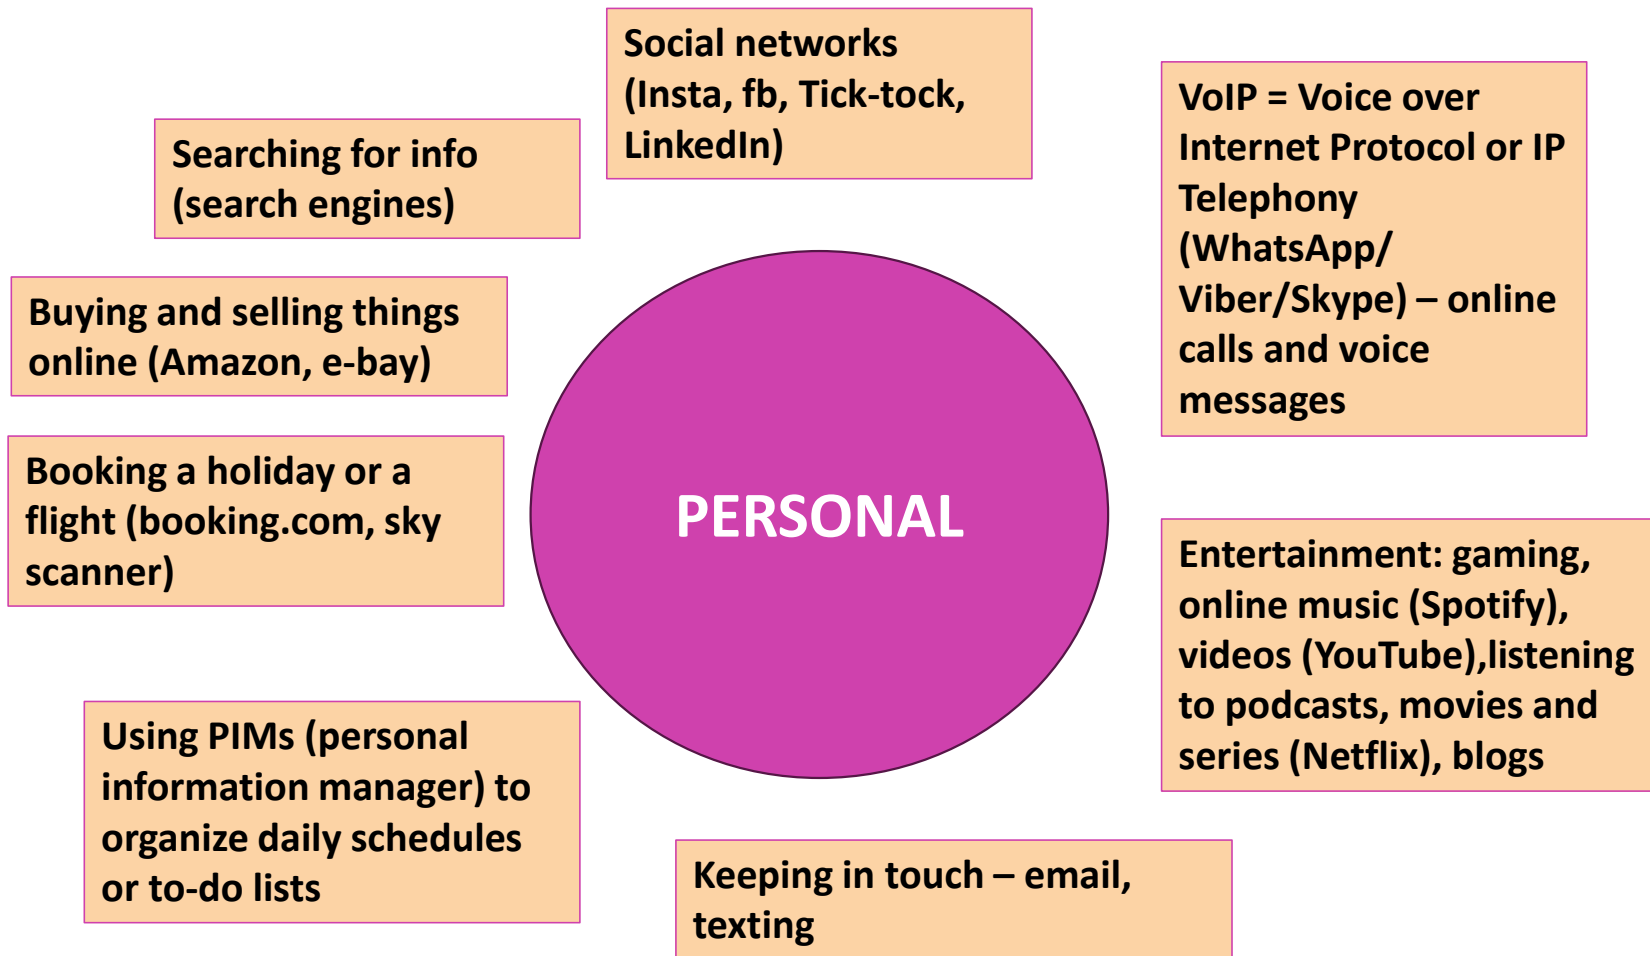 Social networks
(Insta, fb, Tick-tock,
LinkedIn)
VoIP = Voice over
Internet Protocol or IP
Telephony
(WhatsApp/
Viber/Skype) – online
calls and voice
messages
Searching for info
(search engines)
Buying and selling things
online (Amazon, e-bay)
Booking a holiday or a
flight (booking.com, sky
scanner)
PERSONAL
Entertainment: gaming,
online music (Spotify),
videos (YouTube),listening
to podcasts, movies and
series (Netflix), blogs
Using PIMs (personal
information manager) to
organize daily schedules
or to-do lists
Keeping in touch – email,
texting